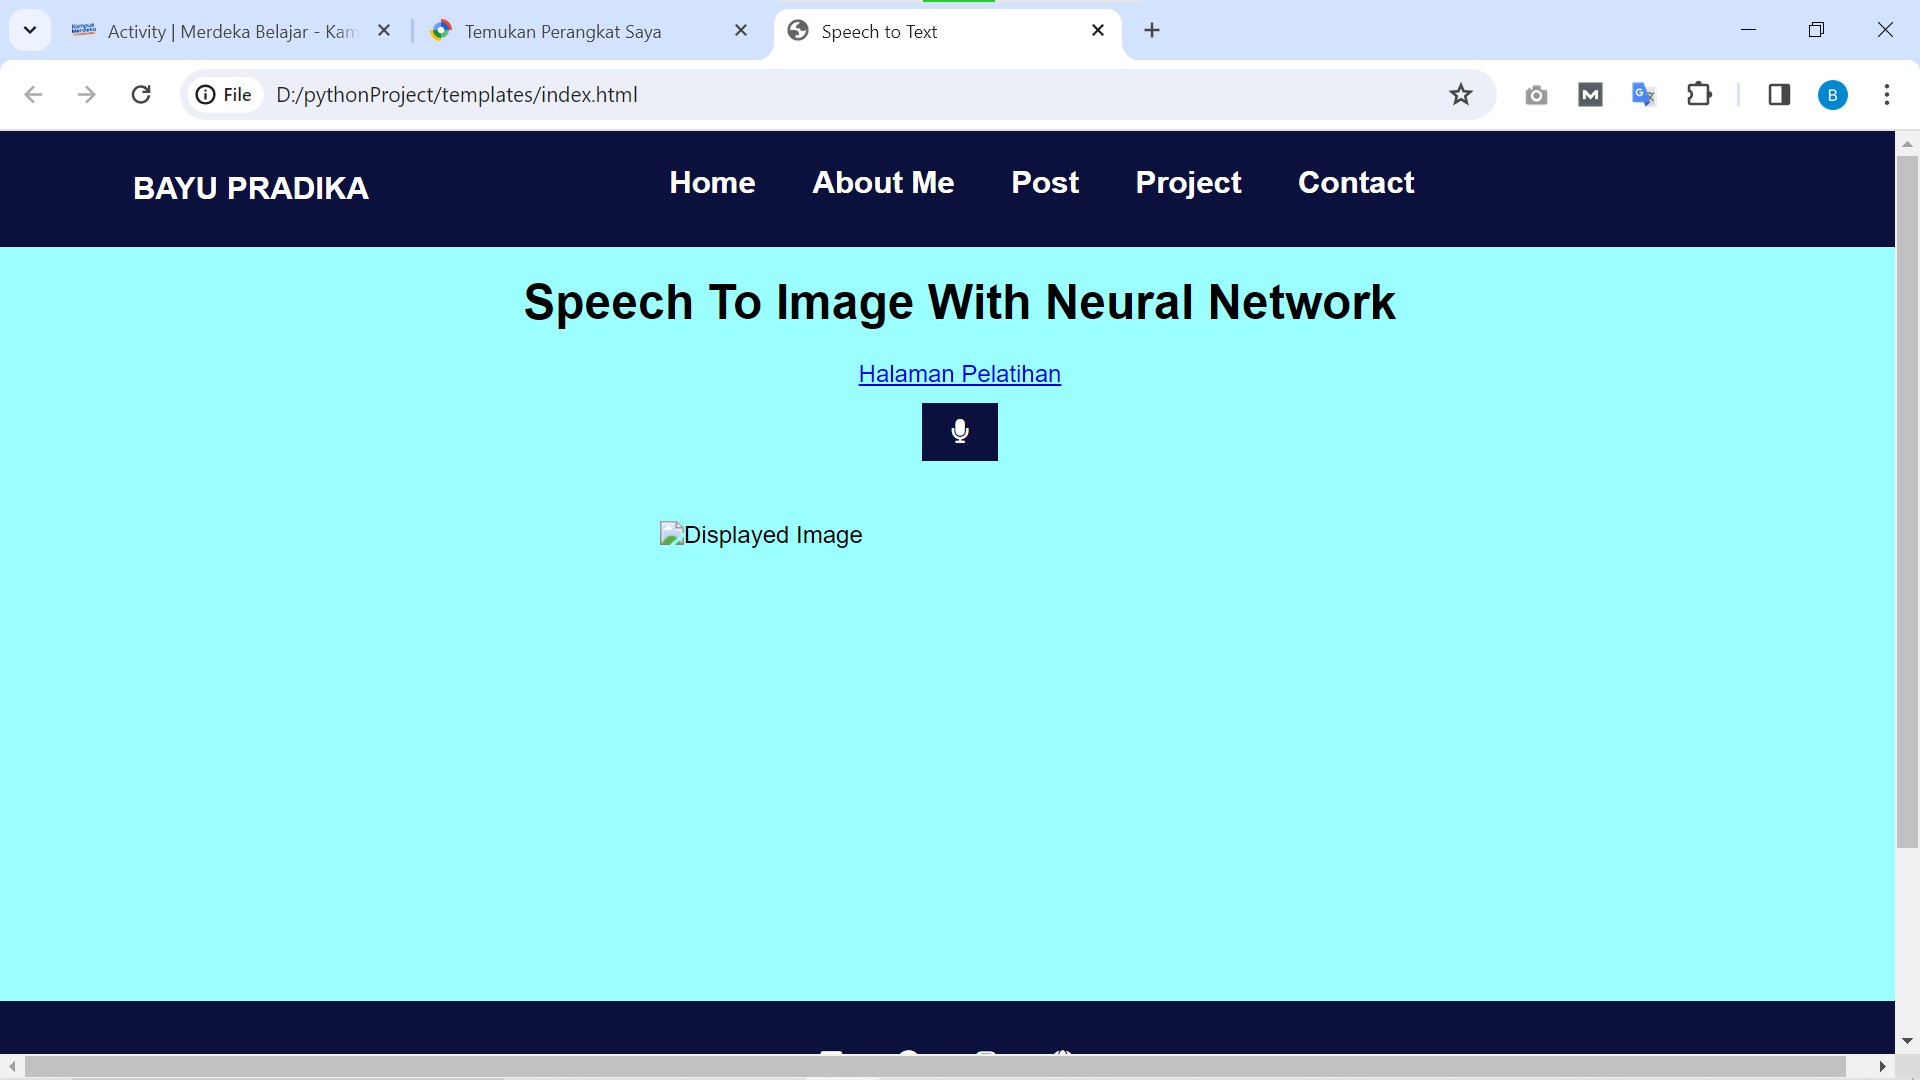 Activity | Merdeka Belajar - Kam
Temukan Perangkat Saya
Speech to Text
File
D:/pythonProject/templates/index.html
B
BAYU PRADIKA
Home
About Me
Post
Project
Contact
Speech To Image With Neural Network
Halaman Pelatihan
Displayed Image